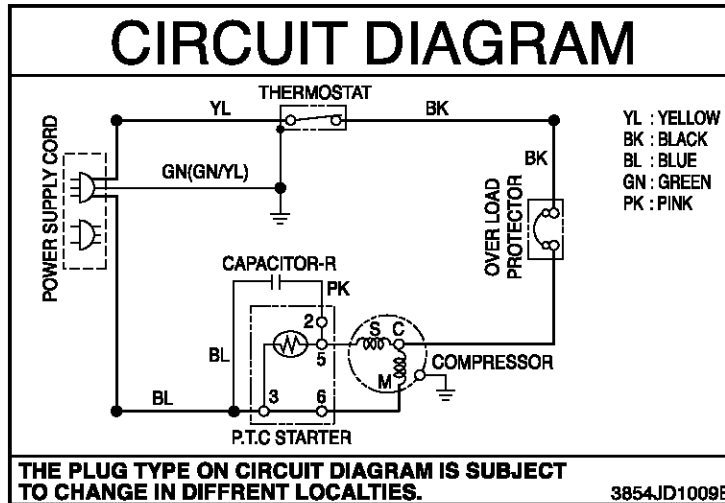 CIRCUIT DIAGRAM
THERMOSTAT
YL
BK
YL : YELLOW
BK : BLACK
BL : BLUE
GN : GREEN
PK : PINK
BK
POWER SUPPLY CORD
GN(GN/YL)
OVER LOAD
PROTECTOR
CAPACITOR-R
PK
2
S
C
BL
5
COMPRESSOR
M
BL
3
6
P.T.C STARTER
THE PLUG TYPE ON CIRCUIT DIAGRAM IS SUBJECT
TO CHANGE IN DIFFRENT LOCALTIES.
3854JD1009B